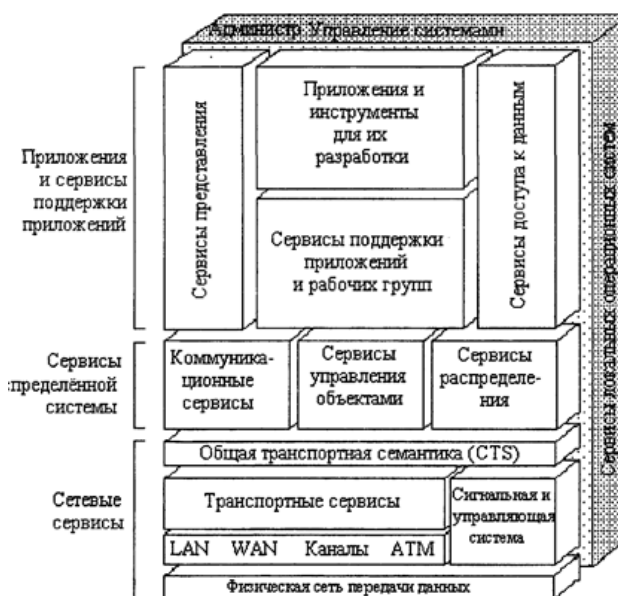 Администр Управление системами
Приложения
и сервисы
поддержки
приложений
Сервисы представления
Приложения и
инструменты
для их
разработки
Сервисы доступа к данным
Сервисы поддержки
приложений
и рабочих групп
Сервисы локальных операционных систем
Сервисы
спределённой
системы
Коммуника-
ционные
сервисы
Сервисы
управления
объектами
Сервисы
распределе-
ния
Сетевые
сервисы
Общая транспортная семантика (CTS)
Транспортные сервисы
Сигнальная и
управляющая
система
LAN WAN Каналы ATM
Физическая сеть передачи данных